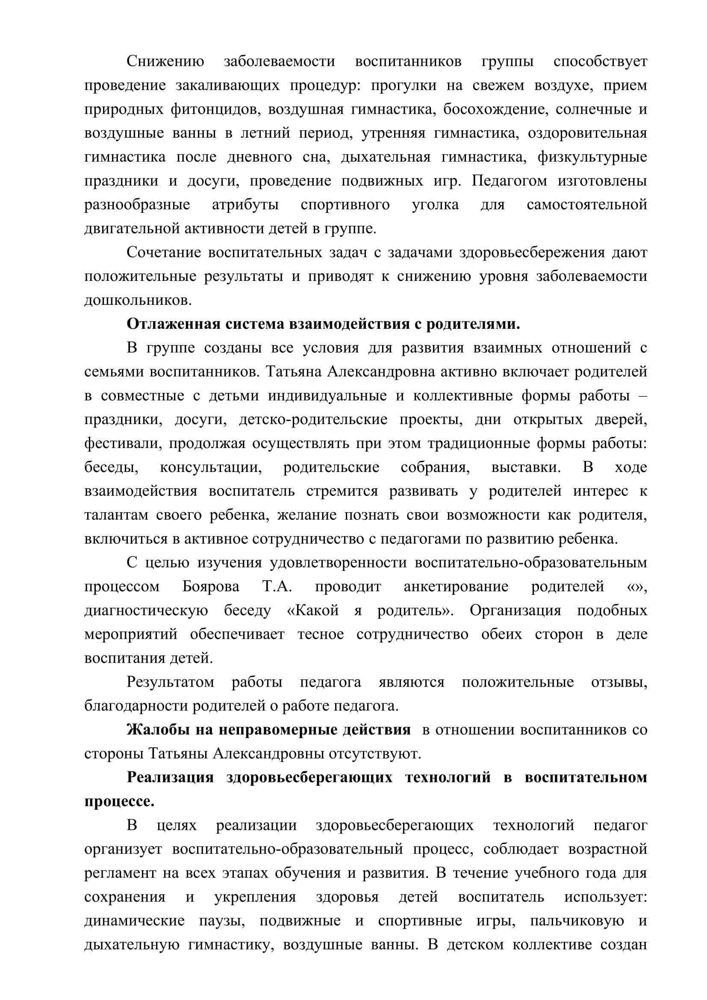 Снижению заболеваемости воспитанников группы способствует
проведение закаливающих процедур: прогулки на свежем воздухе, прием
природных фитонцидов, воздушная гимнастика, босохождение, солнечные и
воздушные ванны в летний период, утренняя гимнастика, оздоровительная
гимнастика после дневного сна, дыхательная гимнастика, физкультурные
праздники и досуги, проведение подвижных игр. Педагогом изготовлены
разнообразные атрибуты спортивного уголка для самостоятельной
двигательной активности детей в группе.
Сочетание воспитательных задач с задачами здоровьесбережения дают
положительные результаты и приводят к снижению уровня заболеваемости
дошкольников.
Отлаженная система взаимодействия с родителями.
В группе созданы все условия для развития взаимных отношений с
семьями воспитанников. Татьяна Александровна активно включает родителей
в совместные с детьми индивидуальные и коллективные формы работы –
праздники, досуги, детско-родительские проекты, дни открытых дверей,
фестивали, продолжая осуществлять при этом традиционные формы работы:
беседы, консультации, родительские собрания, выставки. В ходе
взаимодействия воспитатель стремится развивать у родителей интерес к
талантам своего ребенка, желание познать свои возможности как родителя,
включиться в активное сотрудничество с педагогами по развитию ребенка.
С целью изучения удовлетворенности воспитательно-образовательным
процессом Боярова Т.А. проводит анкетирование родителей «»,
диагностическую беседу «Какой я родитель». Организация подобных
мероприятий обеспечивает тесное сотрудничество обеих сторон в деле
воспитания детей.
Результатом работы педагога являются положительные отзывы,
благодарности родителей о работе педагога.
Жалобы на неправомерные действия в отношении воспитанников со
стороны Татьяны Александровны отсутствуют.
Реализация здоровьесберегающих технологий в воспитательном
процессе.
В целях реализации здоровьесберегающих технологий педагог
организует воспитательно-образовательный процесс, соблюдает возрастной
регламент на всех этапах обучения и развития. В течение учебного года для
сохранения и укрепления здоровья детей воспитатель использует:
динамические паузы, подвижные и спортивные игры, пальчиковую и
дыхательную гимнастику, воздушные ванны. В детском коллективе создан